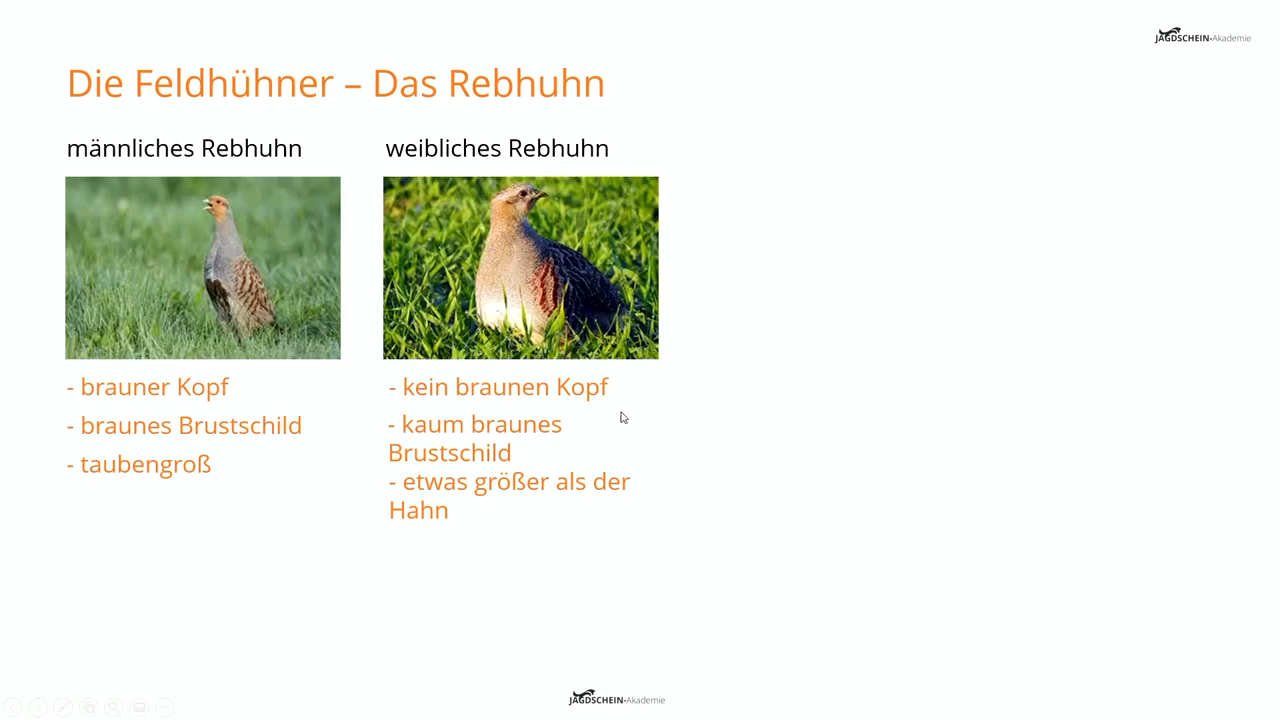 JAGDSCHEIN-Akademie
Die Feldhühner – Das Rebhuhn
männliches Rebhuhn
- brauner Kopf
- braunes Brustschild
- taubengroß
weibliches Rebhuhn
- kein braunen Kopf
- kaum braunes
Brustschild
- etwas größer als der
Hahn
JAGDSCHEIN-Akademie